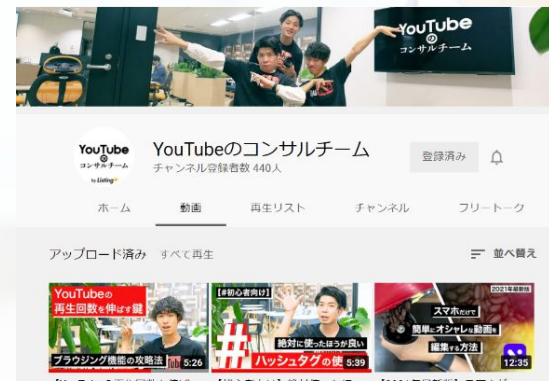 YouTube
の
コンサルチーム
YouTube
の
コンサルチーム
by Listing+
YouTubeのコンサルチーム
チャンネル登録者数 440人
登録済み
ホーム 動画 再生リスト チャンネル フリートーク
アップロード済み すべて再生
並べ替え
YouTubeの
再生回数を伸ばす鍵
ブラウジング機能の攻略法
5:26
【#初心者向け】
#
絶対に使ったほうが良い
ハッシュタグの使
5:39
2021年最新版
スマホだけで
簡単にオシャレな動画を
編集する方法
12:35